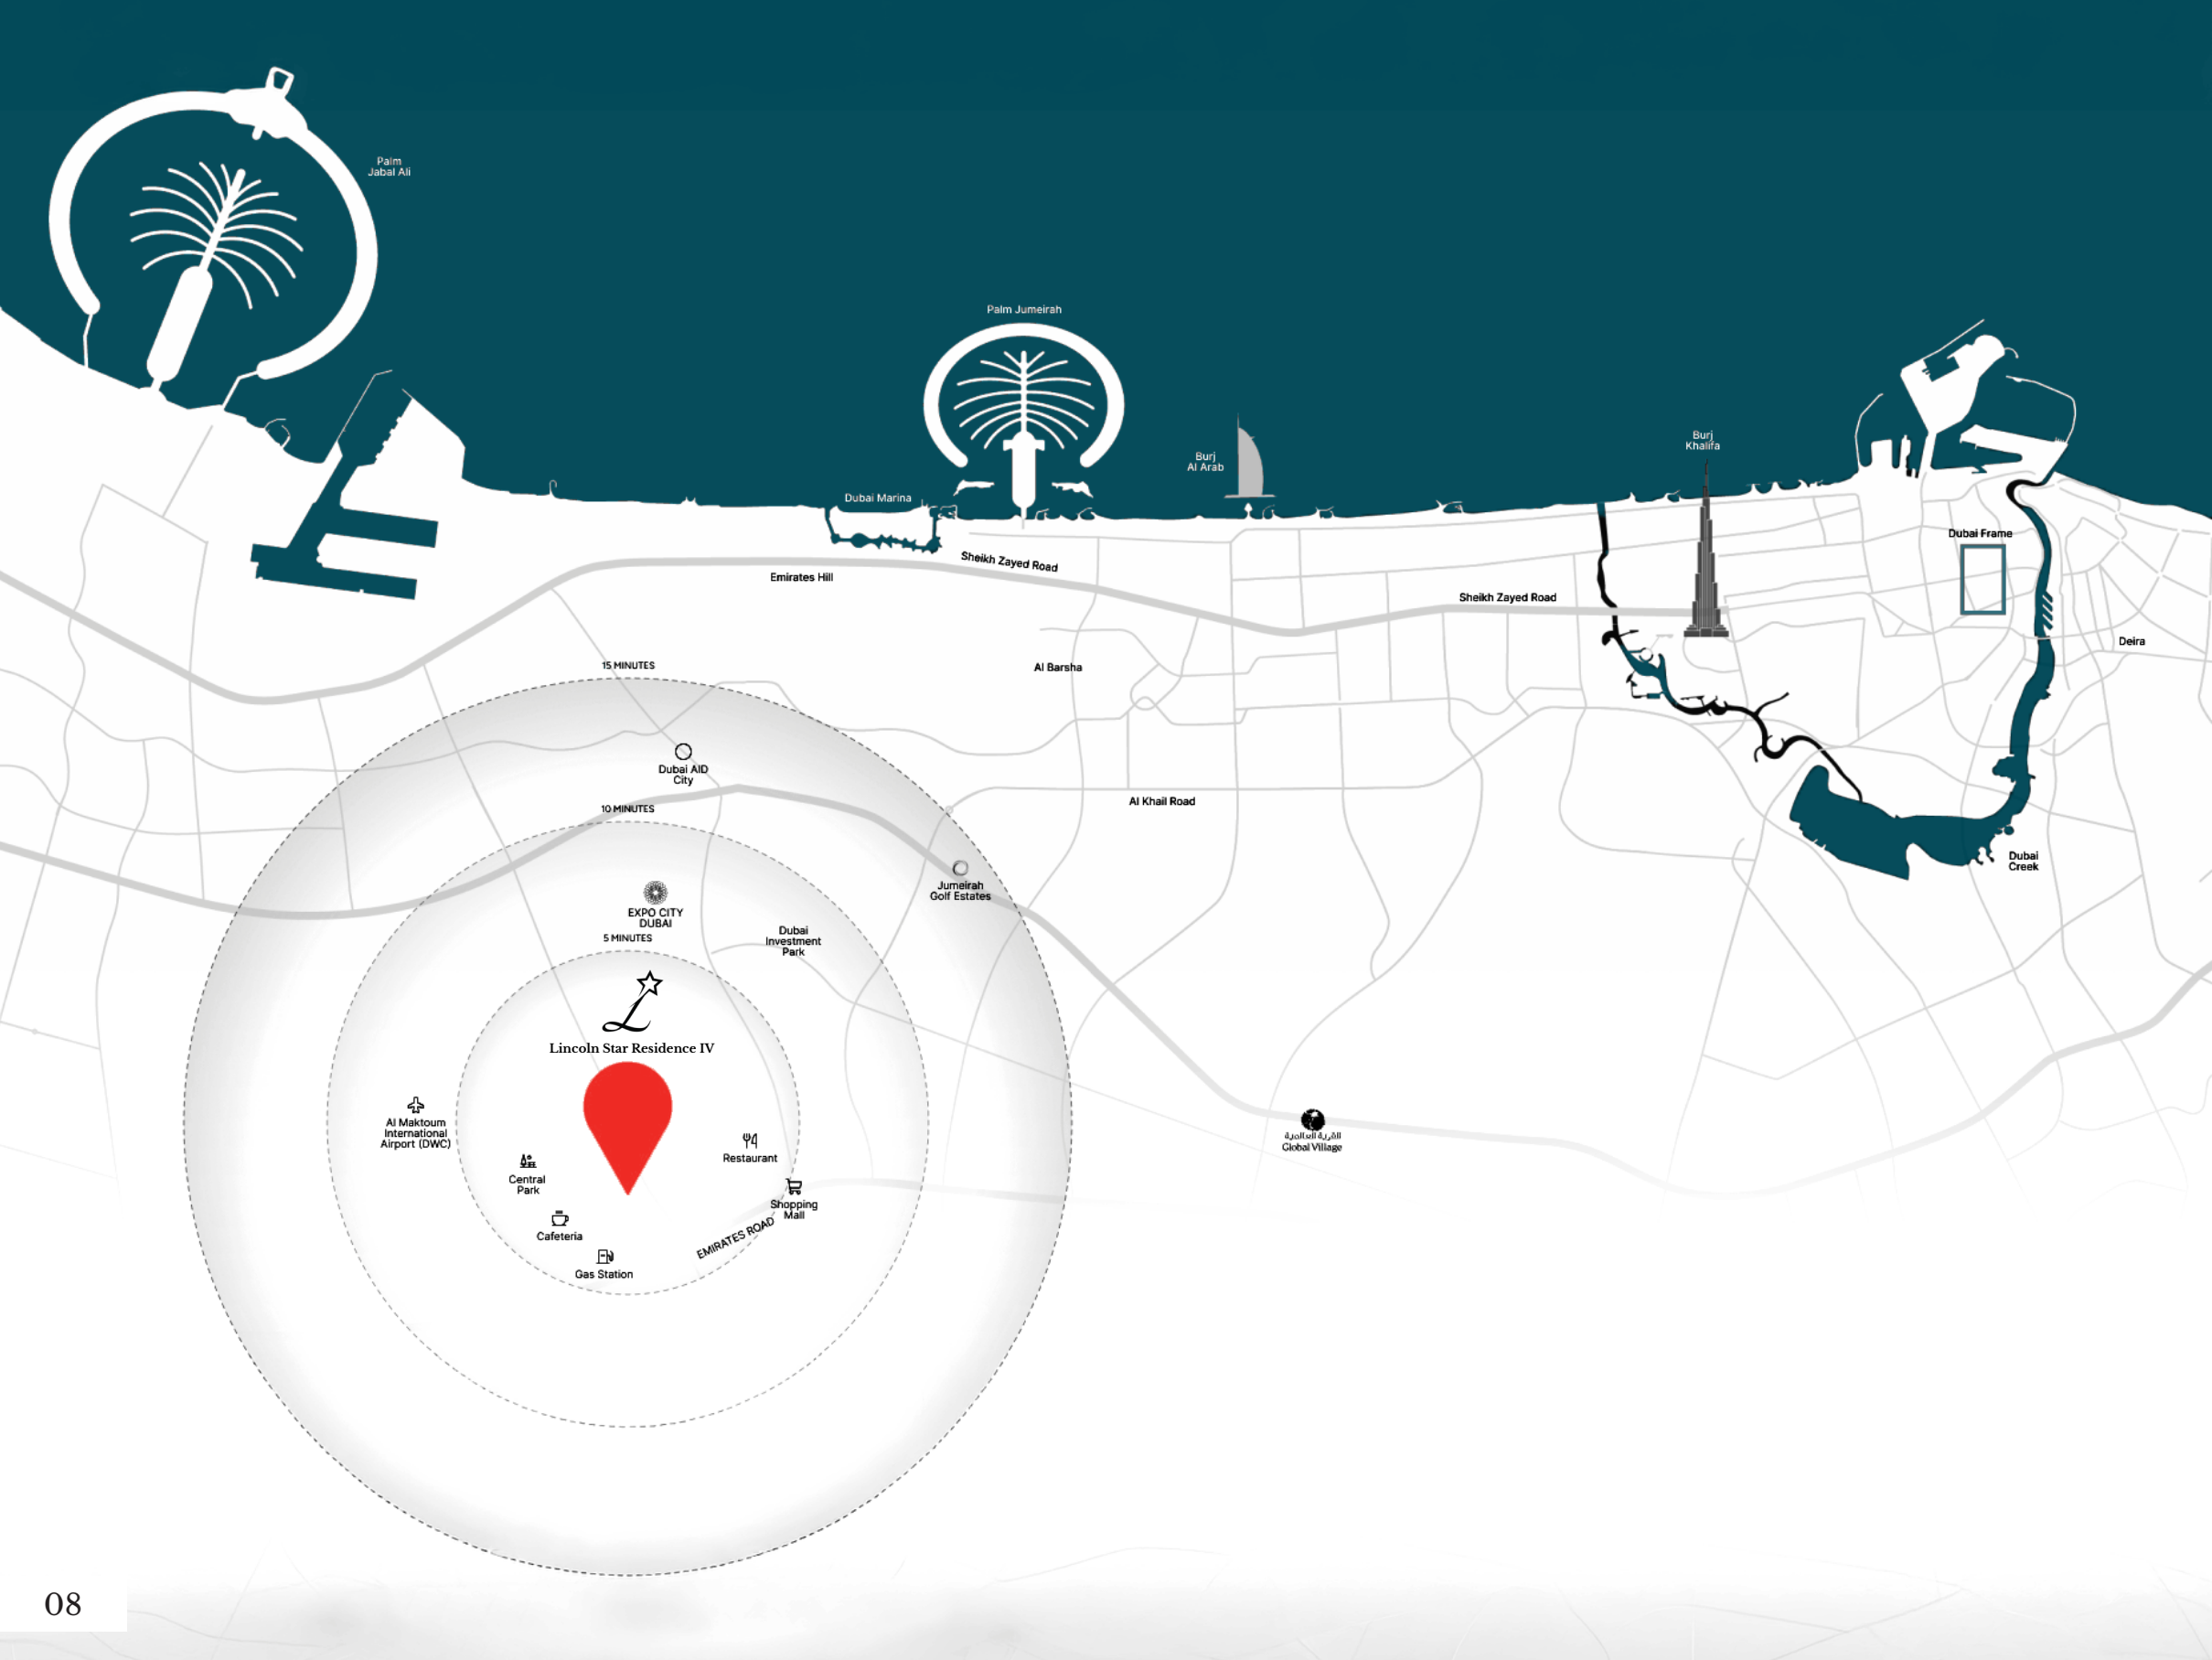 Palm
Jabal Ali
Palm Jumeirah
Burj
Al Arab
Burj
Khalifa
Dubai Marina
Dubai Frame
Sheikh Zayed Road
Emirates Hill
Sheikh Zayed Road
Deira
15 MINUTES
Al Barsha
Dubai AID
City
10 MINUTES
Al Khail Road
Dubai
Creek
Jumeirah
Golf Estates
EXPO CITY
DUBAI
5 MINUTES
Dubai
Investment
Park
L
Lincoln Star Residence IV
Al Maktoum
International
Airport (DWC)
القرية العالمية
Global Village
Restaurant
Central
Park
Shopping
Mall
Cafeteria
EMIRATES ROAD
Gas Station
08